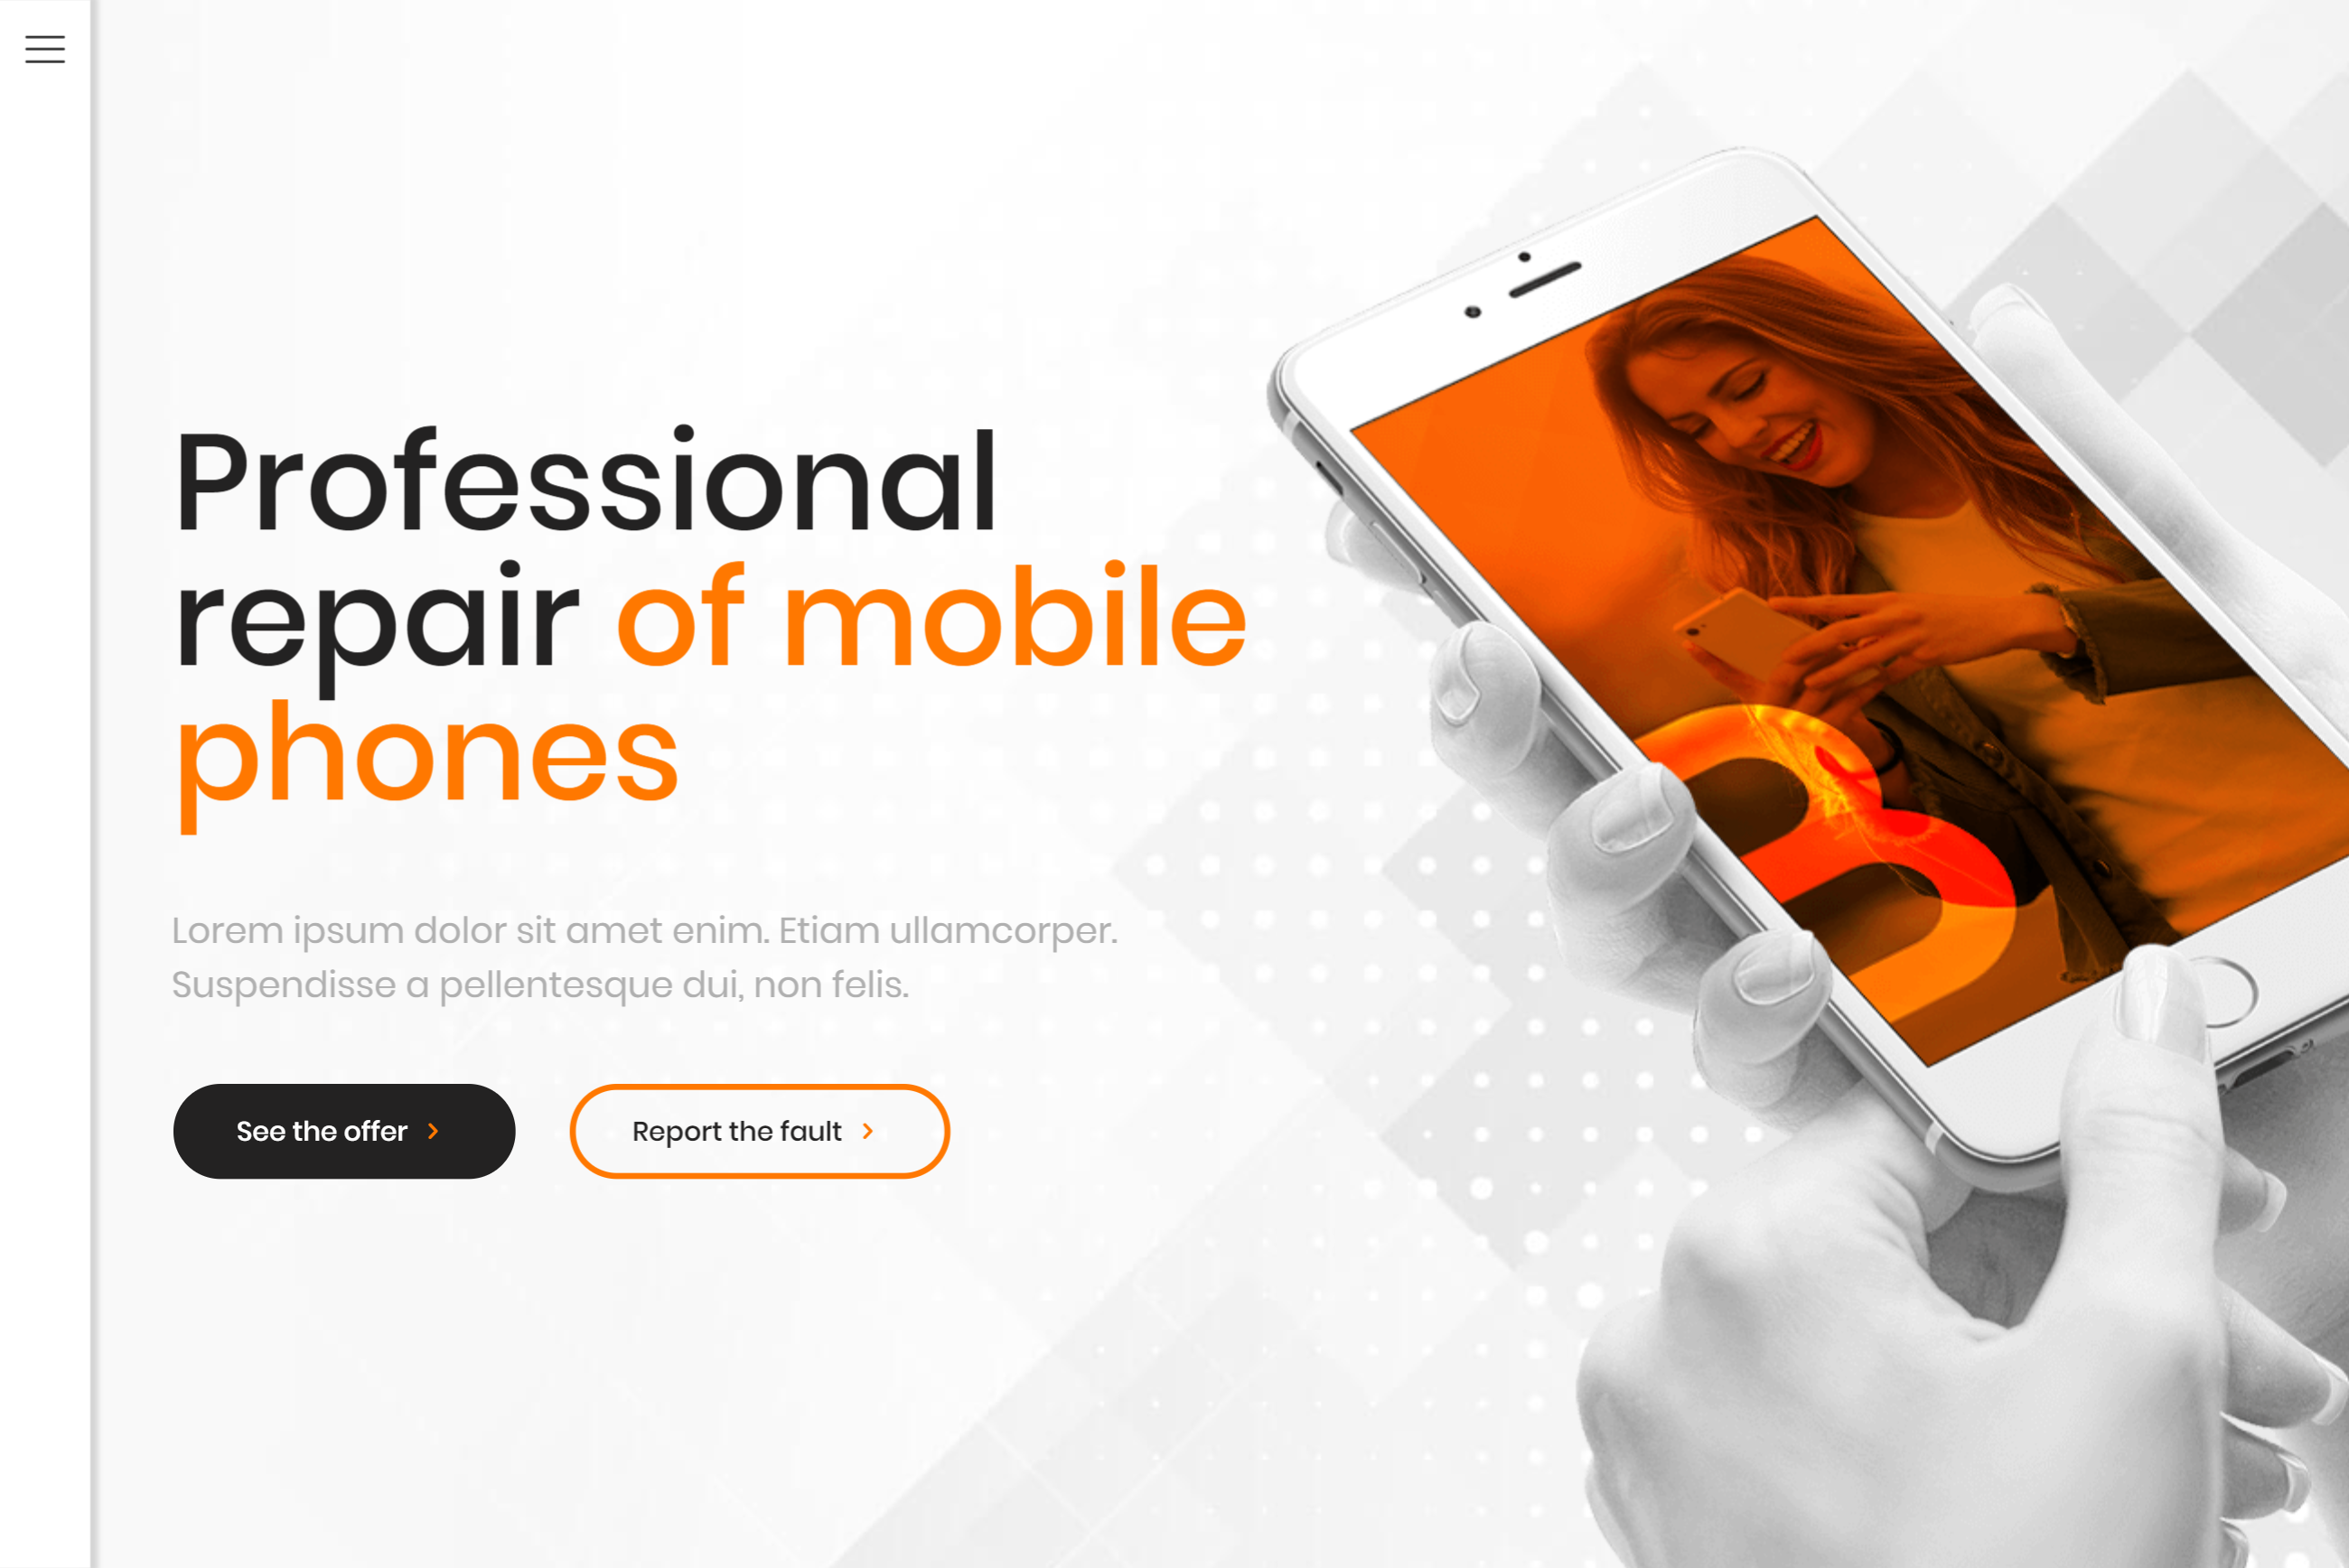 Professional
repair of mobile
phones
Lorem ipsum dolor sit amet enim. Etiam ullamcorper.
Suspendisse a pellentesque dui, non felis.
See the offer
Report the fault